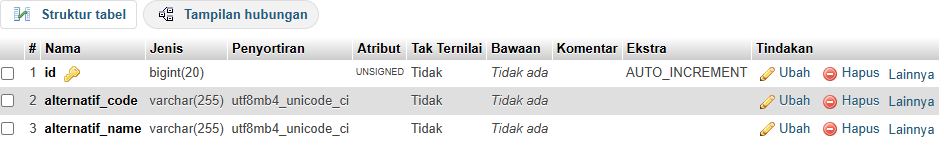 Struktur tabel Tampilan hubungan
# Nama Jenis Penyortiran Atribut Tak Ternilai Bawaan Komentar Ekstra Tindakan
1 id bigint(20) UNSIGNED Tidak Tidak ada AUTO_INCREMENT Ubah Hapus Lainnya
2 alternatif_code varchar(255) utf8mb4_unicode_ci Tidak Tidak ada Ubah Hapus Lainnya
3 alternatif_name varchar(255) utf8mb4_unicode_ci Tidak Tidak ada Ubah Hapus Lainnya